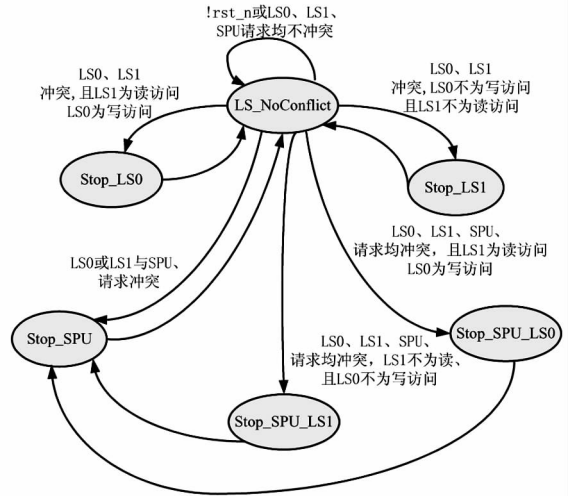 !rst_n或LS0、LS1、
SPU请求均不冲突
LS_NoConflict
LS0、LS1
冲突,且LS1为读访问
LS0为写访问
LS0、LS1
冲突,LS0不为写访问
且LS1不为读访问
Stop_LS0
Stop_LS1
LS0、LS1、SPU、
请求均冲突，且LS1为读访问
LS0为写访问
LS0或LS1与SPU、
请求冲突
Stop_SPU
Stop_SPU_LS0
LS0、LS1、SPU、
请求均冲突，LS1不为读、
且LS0不为写访问
Stop_SPU_LS1